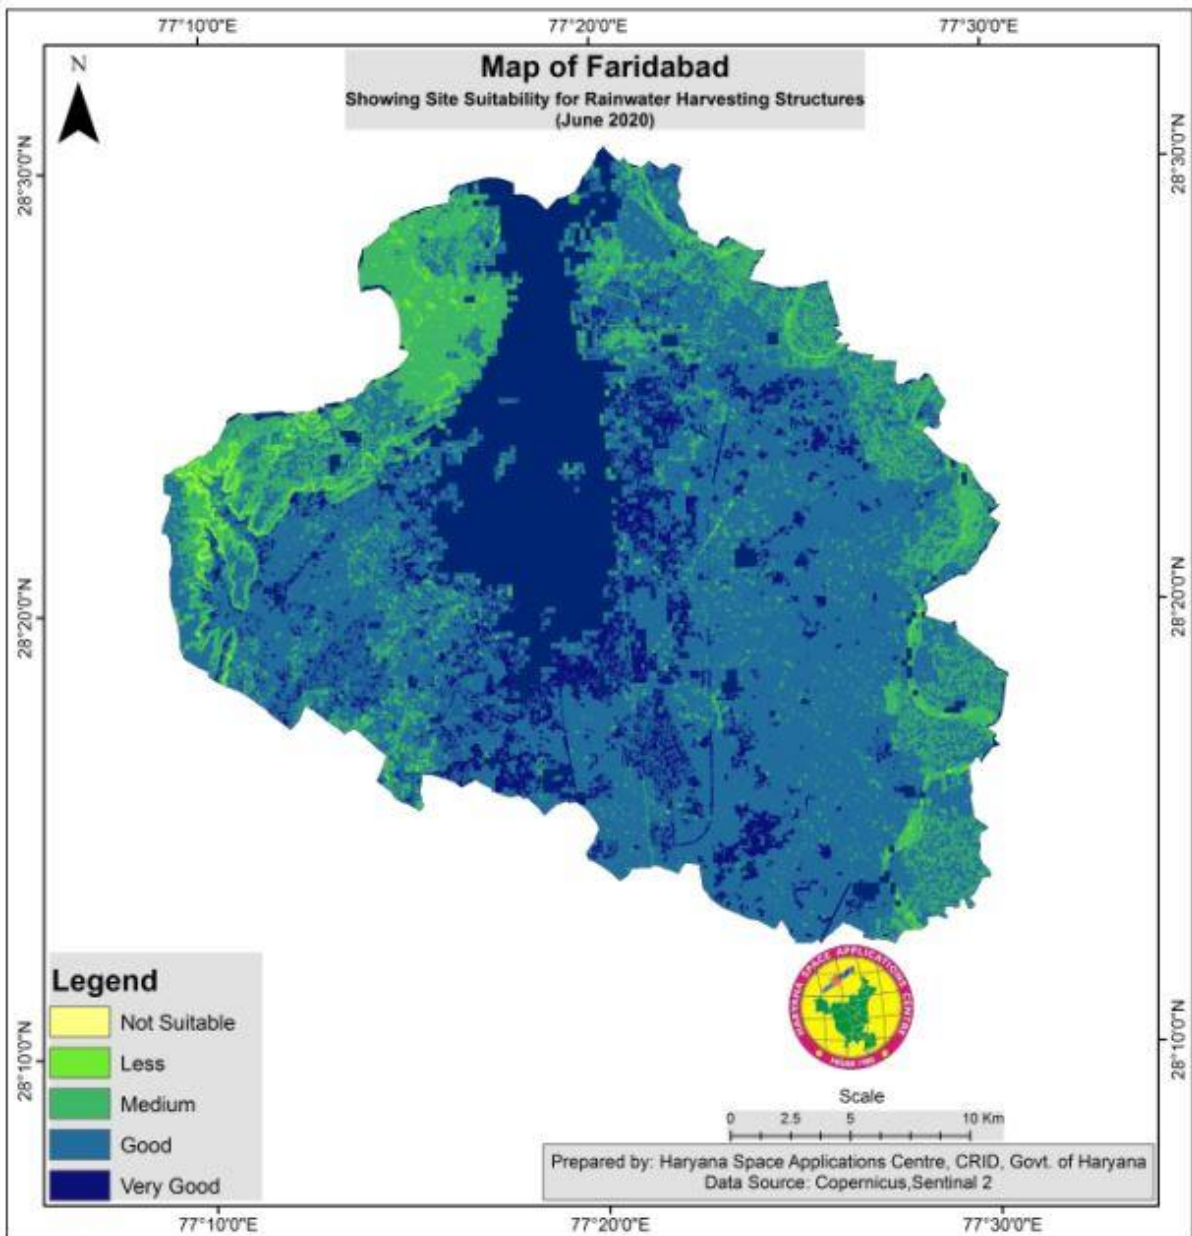 77°10'0"E
77°20'0"E
77°30'0"E
N
Map of Faridabad
Showing Site Suitability for Rainwater Harvesting Structures
(June 2020)
28°30'0"N
28°30'0"N
28°20'0"N
28°20'0"N
28°10'0"N
28°10'0"N
Legend
Not Suitable
Less
Medium
Good
Very Good
HARYANA SPACE APPLICATIONS CENTRE
Scale
0 2.5 5 10 Km
Prepared by: Haryana Space Applications Centre, CRID, Govt. of Haryana
Data Source: Copernicus,Sentinal 2
77°10'0"E
77°20'0"E
77°30'0"E